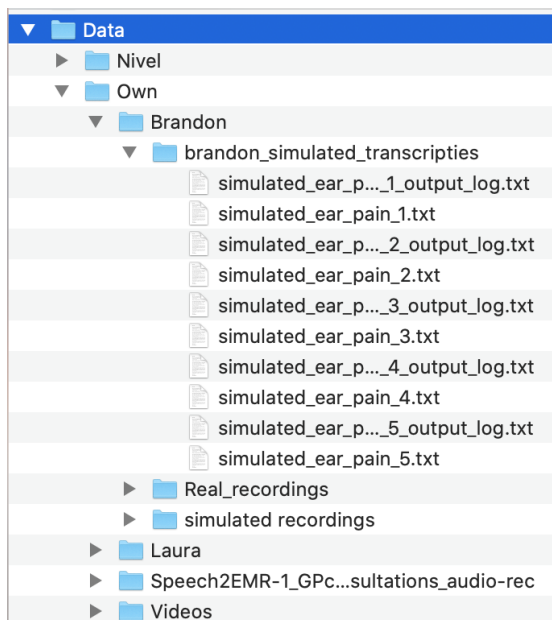 Data
Nivel
Own
Brandon
brandon_simulated_transcripties
simulated_ear_p..._1_output_log.txt
simulated_ear_pain_1.txt
simulated_ear_p..._2_output_log.txt
simulated_ear_pain_2.txt
simulated_ear_p..._3_output_log.txt
simulated_ear_pain_3.txt
simulated_ear_p..._4_output_log.txt
simulated_ear_pain_4.txt
simulated_ear_p..._5_output_log.txt
simulated_ear_pain_5.txt
Real_recordings
simulated recordings
Laura
Speech2EMR-1_GPc...sultations_audio-rec
Videos